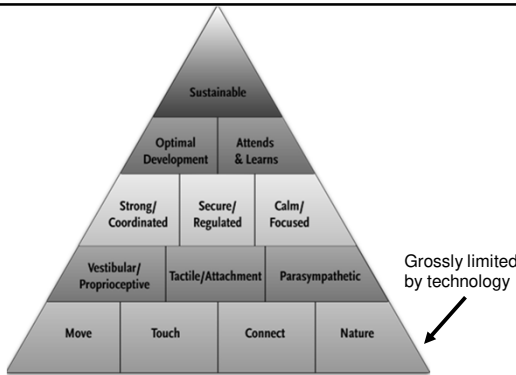 Sustainable
Optimal
Development
Attends
& Learns
Strong/
Coordinated
Secure/
Regulated
Calm/
Focused
Vestibular/
Proprioceptive
Tactile/Attachment
Parasympathetic
Grossly limited
by technology
Move
Touch
Connect
Nature